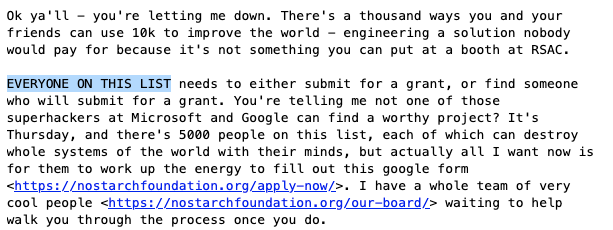 Ok ya'll - you're letting me down. There's a thousand ways you and your
friends can use 10k to improve the world - engineering a solution nobody
would pay for because it's not something you can put at a booth at RSAC.
EVERYONE ON THIS LIST needs to either submit for a grant, or find someone
who will submit for a grant. You're telling me not one of those
superhackers at Microsoft and Google can find a worthy project? It's
Thursday, and there's 5000 people on this list, each of which can destroy
whole systems of the world with their minds, but actually all I want now is
for them to work up the energy to fill out this google form
<https://nostarchfoundation.org/apply-now/>. I have a whole team of very
cool people <https://nostarchfoundation.org/our-board/> waiting to help
walk you through the process once you do.